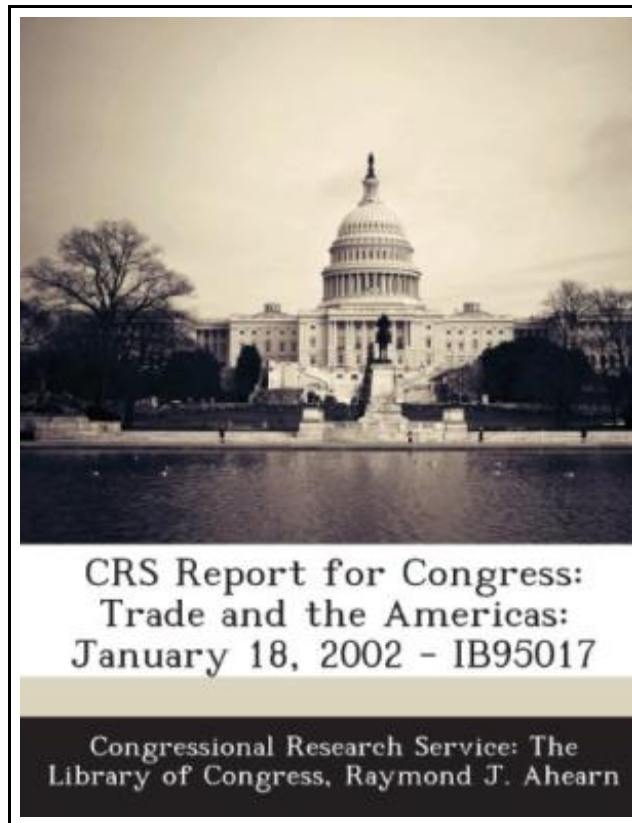 CRS Report for Congress:
Trade and the Americas:
January 18, 2002 - IB95017
Congressional Research Service: The
Library of Congress, Raymond J. Ahearn